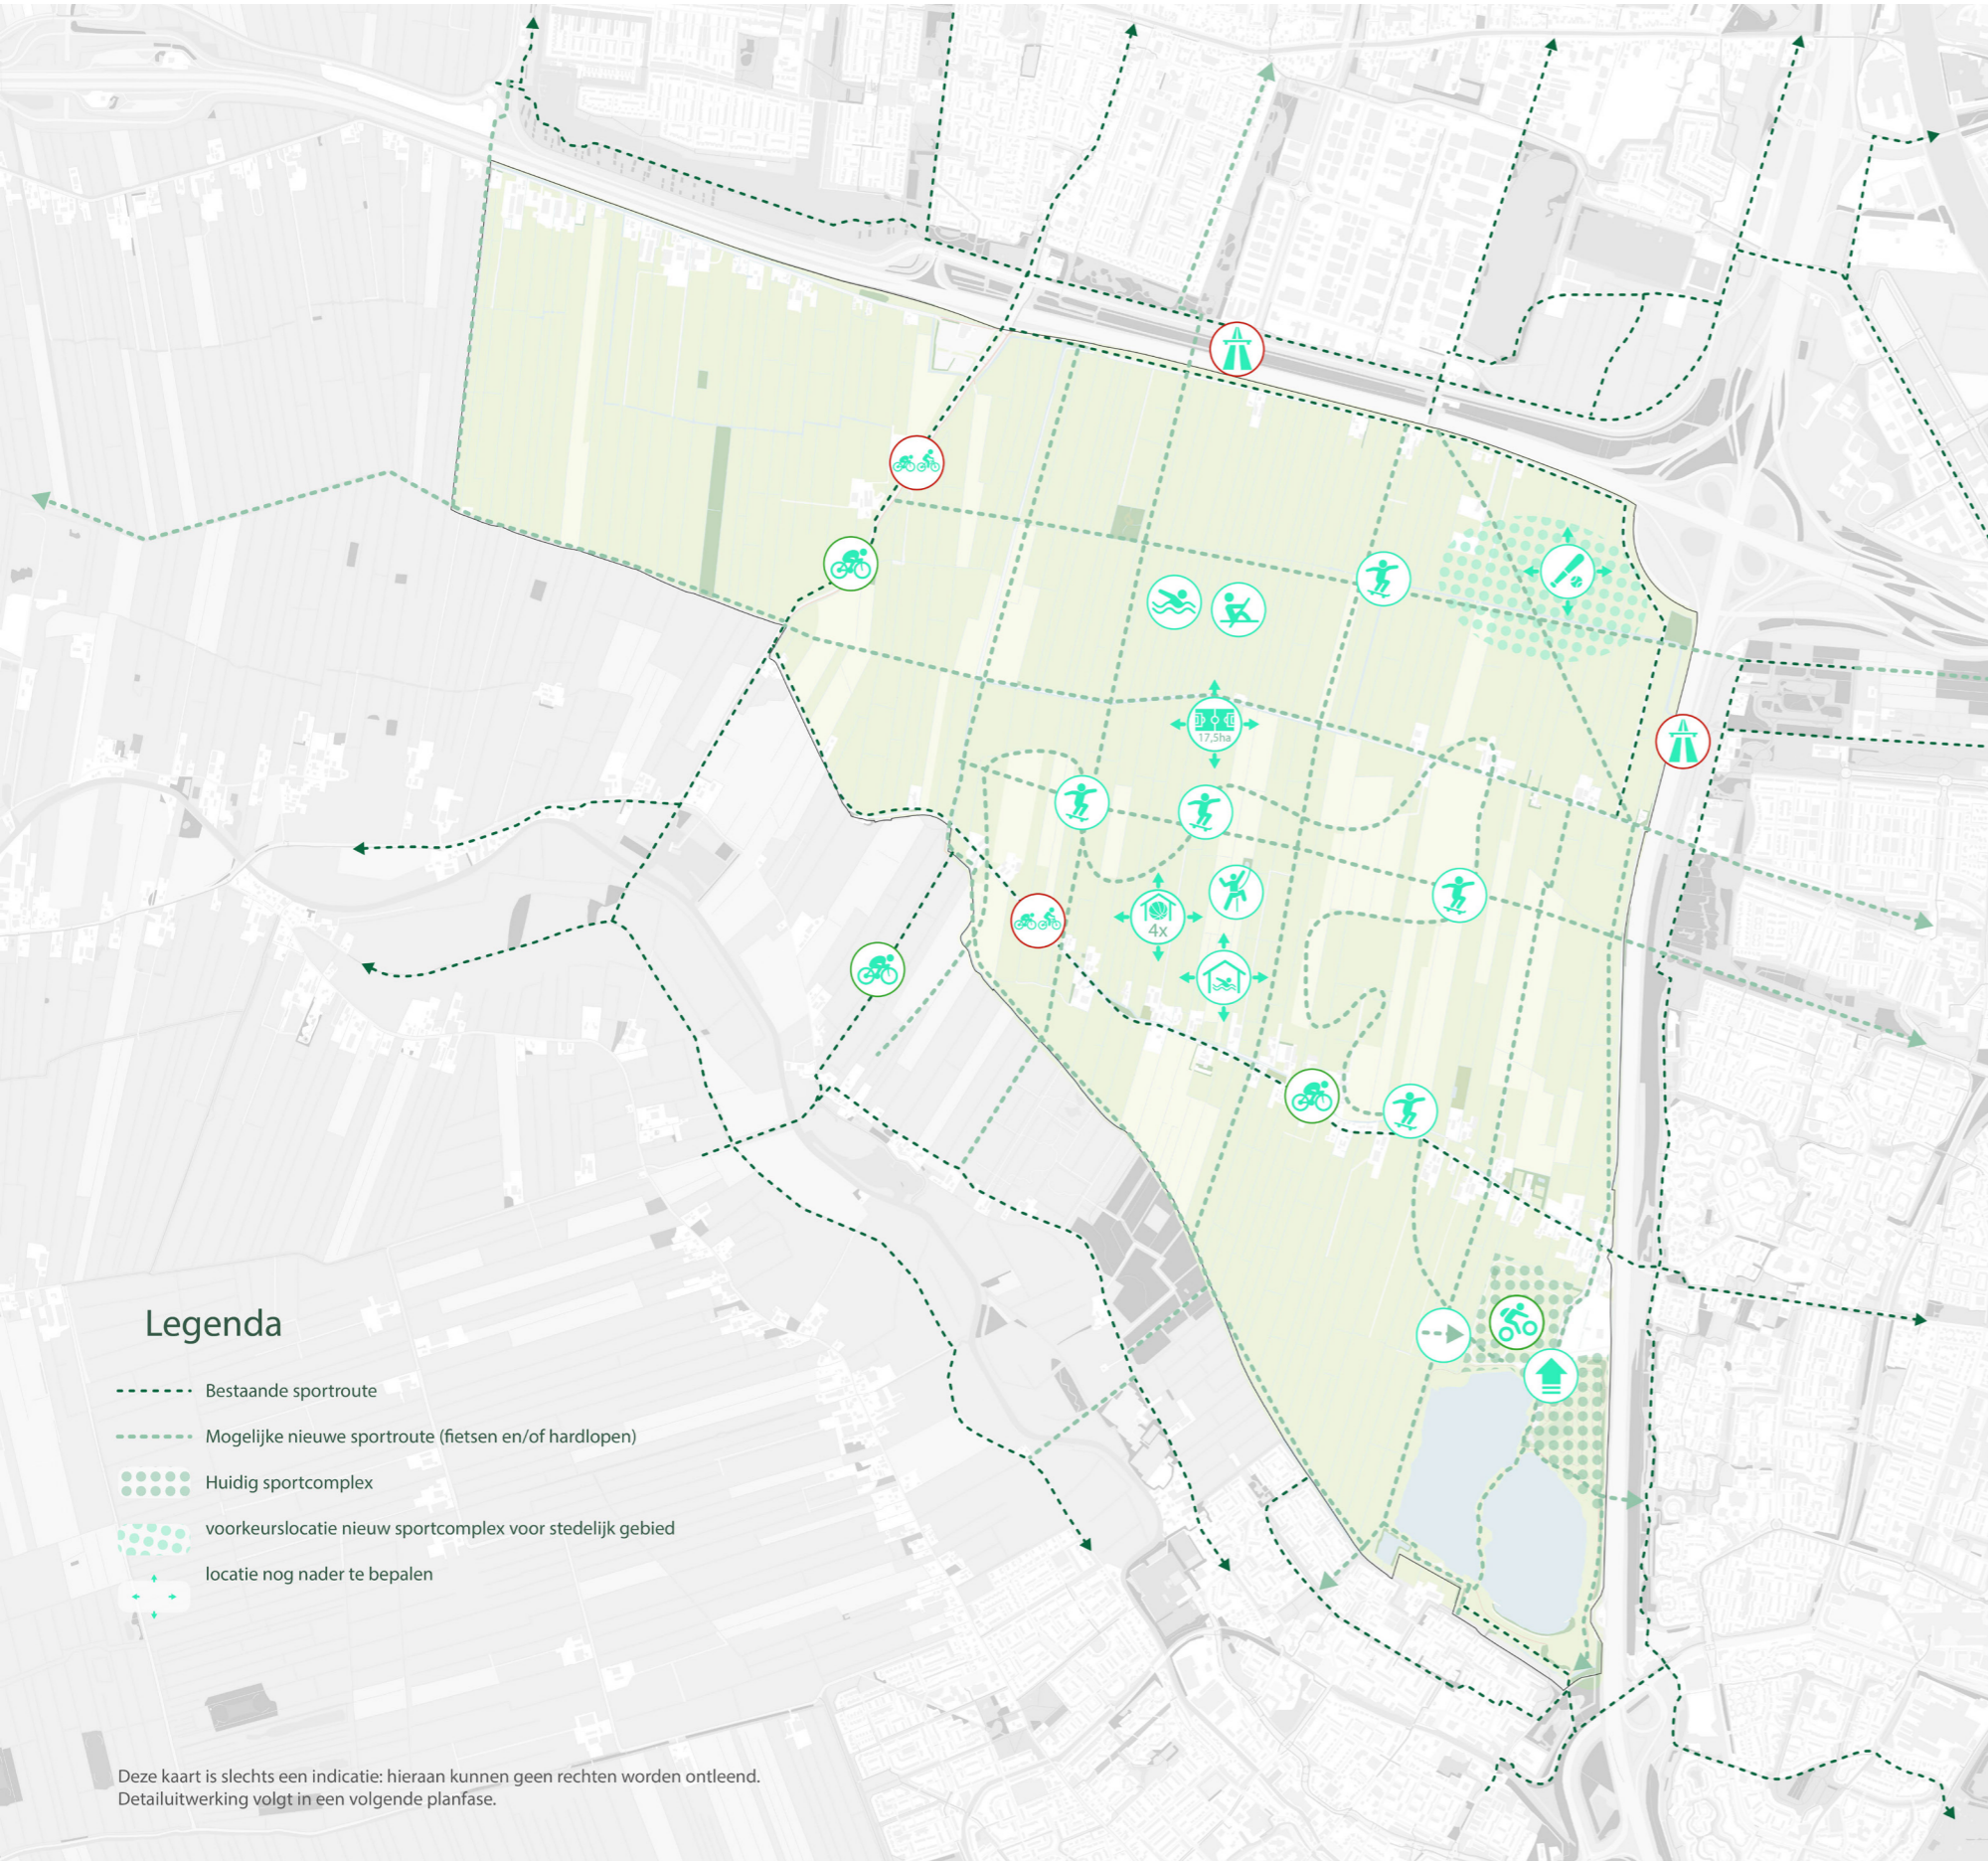 17,5ha
4x
Legenda
Bestaande sportroute
Mogelijke nieuwe sportroute (fietsen en/of hardlopen)
Huidig sportcomplex
voorkeurslocatie nieuw sportcomplex voor stedelijk gebied
locatie nog nader te bepalen
Deze kaart is slechts een indicatie: hieraan kunnen geen rechten worden ontleend.
Detailuitwerking volgt in een volgende planfase.